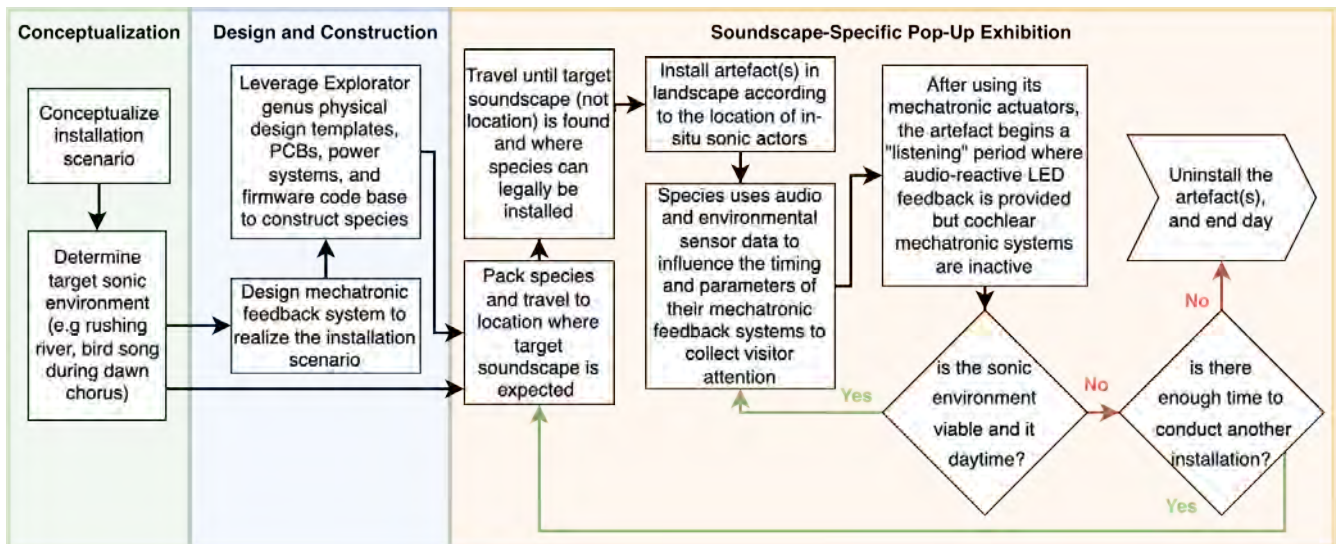 Conceptualization
Conceptualize
installation
scenario
Determine
target sonic
environment
(e.g rushing
river, bird song
during dawn
chorus)
Design and Construction
Leverage Explorator
genus physical
design templates,
PCBs, power
systems, and
firmware code base
to construct species
Design mechatronic
feedback system to
realize the installation
scenario
Soundscape-Specific Pop-Up Exhibition
Travel until target
soundscape (not
location) is found
and where
species can
legally be
installed
Pack species
and travel to
location where
target
soundscape is
expected
Install artefact(s) in
landscape according
to the location of in-
situ sonic actors
Species uses audio
and environmental
sensor data to
influence the timing
and parameters of
their mechatronic
feedback systems to
collect visitor
attention
After using its
mechatronic actuators,
the artefact begins a
"listening" period where
audio-reactive LED
feedback is provided
but cochlear
mechatronic systems
are inactive
is the sonic
environment
viable and it
daytime?
Yes
No
is there
enough time to
conduct another
installation?
No
Yes
Uninstall the
artefact(s),
and end day